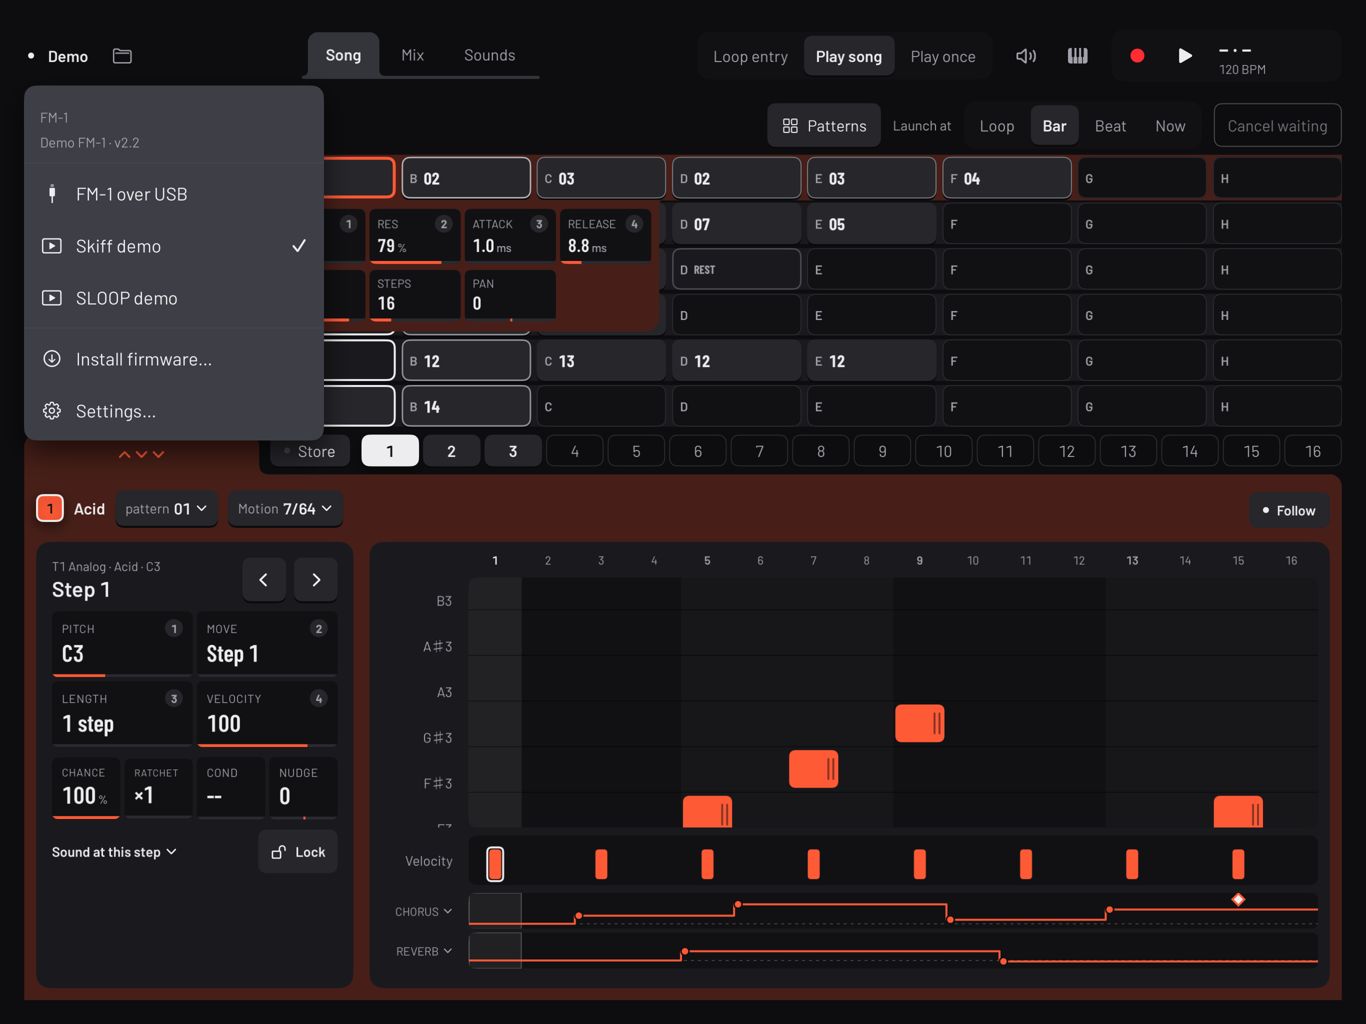 Demo
Song Mix Sounds
Loop entry Play song Play once
120 BPM
FM-1
Demo FM-1 · v2.2
FM-1 over USB
Skiff demo
SLOOP demo
Install firmware...
Settings...
Patterns
Launch at
Loop Bar Beat Now
Cancel waiting
B 02 C 03 D 02 E 03 F 04 G H
1 RES 2 ATTACK 3 RELEASE 4
79 % 1.0 ms 8.8 ms
D 07 E 05 F G H
STEPS PAN
16 0
D REST E F G H
D E F G H
B 12 C 13 D 12 E 12 F G H
B 14 C D E F G H
Store 1 2 3 4 5 6 7 8 9 10 11 12 13 14 15 16
1 Acid pattern 01 Motion 7/64
Follow
T1 Analog · Acid · C3
Step 1
PITCH 1 MOVE 2
C3 Step 1
LENGTH 3 VELOCITY 4
1 step 100
CHANCE RATCHET COND NUDGE
100 % ×1 -- 0
Sound at this step
Lock
1 2 3 4 5 6 7 8 9 10 11 12 13 14 15 16
B3
A♯3
A3
G♯3
F♯3
Velocity
CHORUS
REVERB